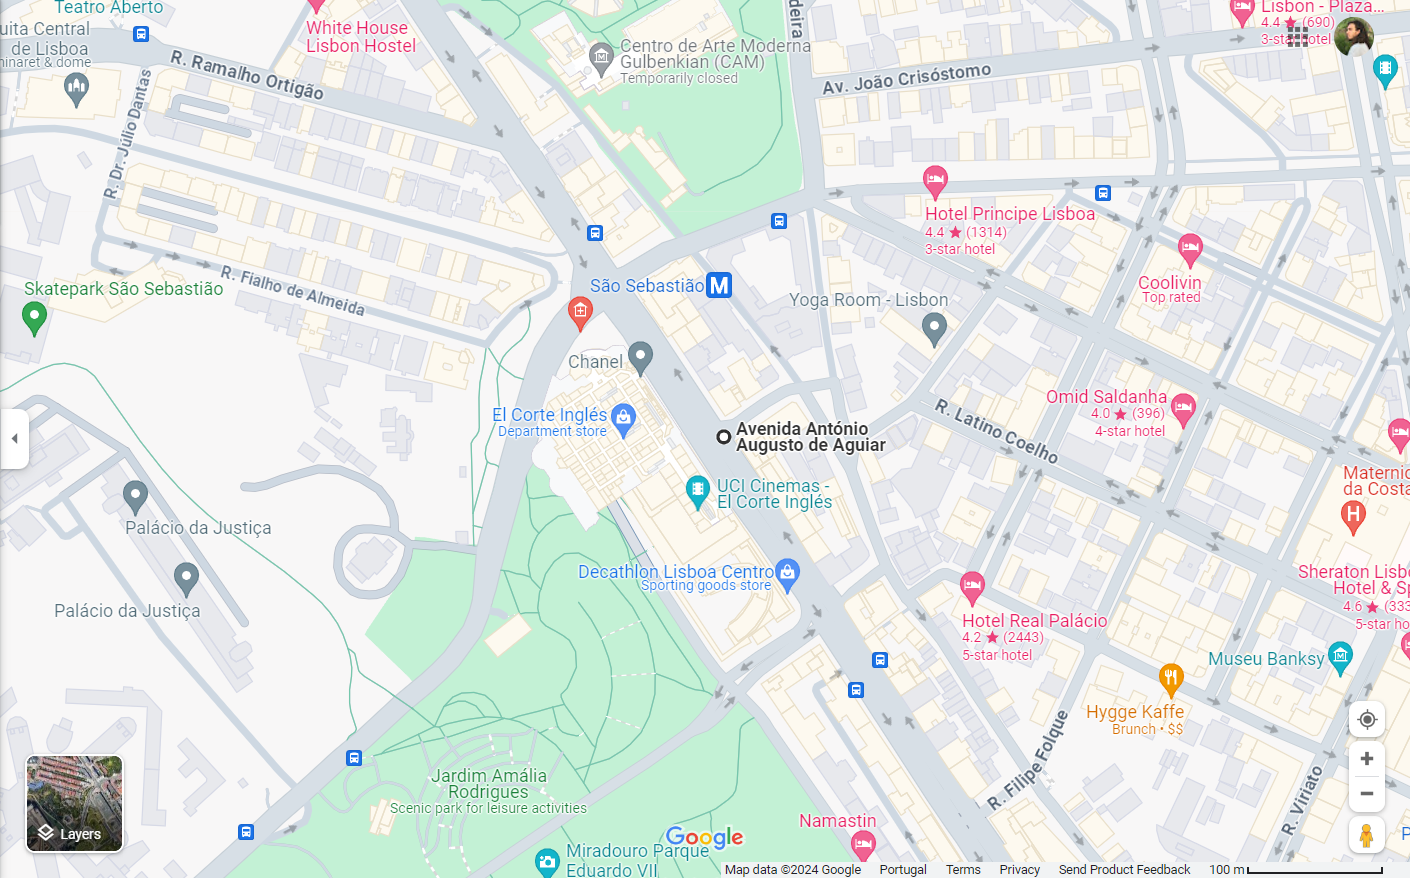 Teatro Aberto
uita Central
de Lisboa
ninaret & dome
White House
Lisbon Hostel
R. Ramalho Ortigão
R. Dr. Júlio Dantas
Centro de Arte Moderna
Gulbenkian (CAM)
Temporarily closed
deira
Lisbon - Plaza...
4.4 ★ (690)
3-star hotel
Av. João Crisóstomo
Hotel Principe Lisboa
4.4 ★ (1314)
3-star hotel
Coolivin
Top rated
São Sebastião
M
R. Fialho de Almeida
Skatepark São Sebastião
Yoga Room - Lisbon
Chanel
El Corte Inglés
Department store
Avenida António
Augusto de Aguiar
Omid Saldanha
4.0 ★ (396)
4-star hotel
R. Latino Coelho
UCI Cinemas -
El Corte Inglés
Materni
da Costa
H
Palácio da Justiça
Palácio da Justiça
Decathlon Lisboa Centro
Sporting goods store
Sheraton Lisb
Hotel & Sp
4.6 ★ (333
5-star ho
Hotel Real Palácio
4.2 ★ (2443)
5-star hotel
Museu Banksy
Hygge Kaffe
Brunch • $$
R. Filipe Folque
R. Viriato
Jardim Amália
Rodrigues
Scenic park for leisure activities
Layers
Namastin
Google
Miradouro Parque
Eduardo VII
P
Map data ©2024 Google
Portugal
Terms
Privacy
Send Product Feedback
100 m